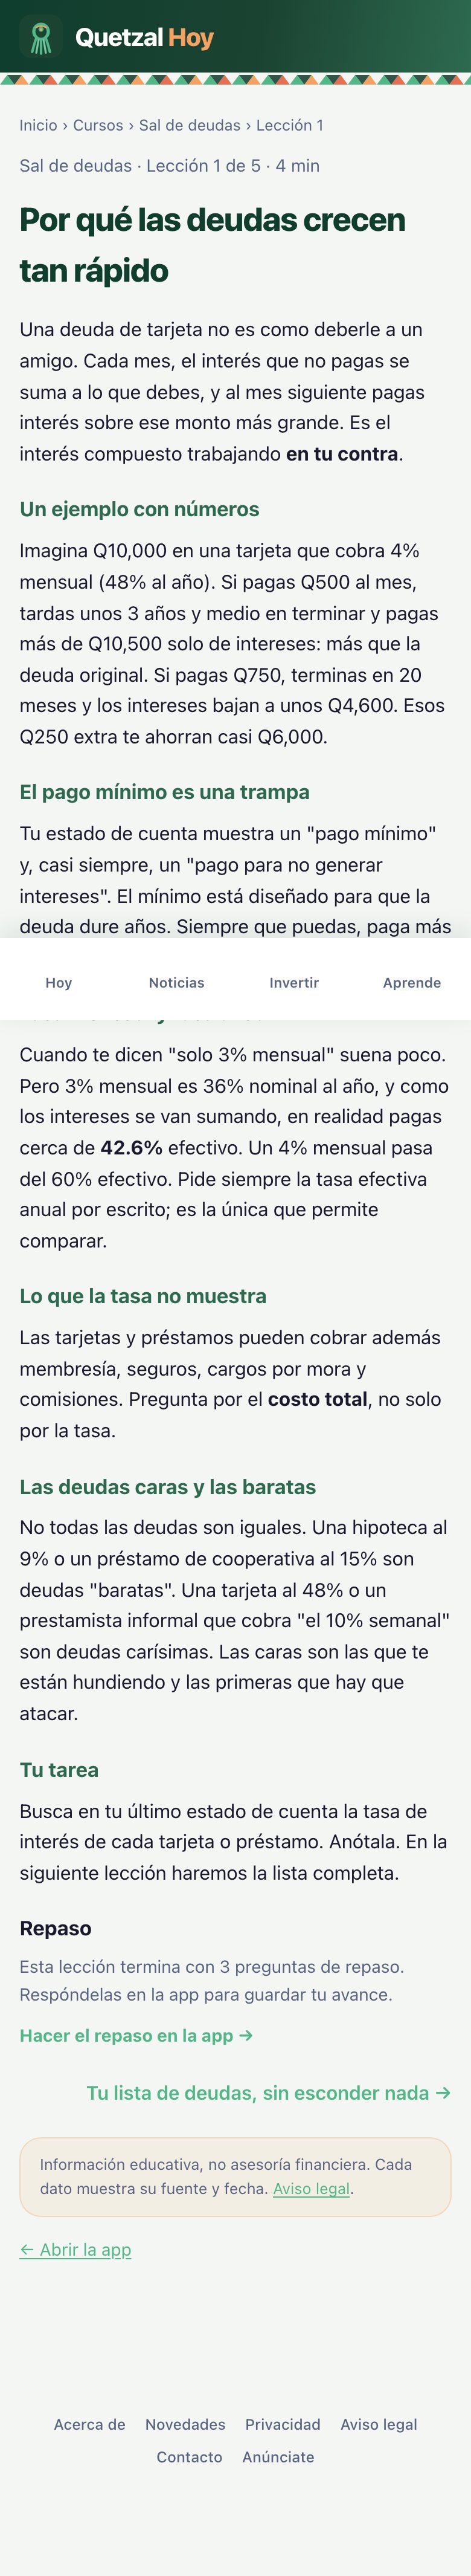 Quetzal Hoy
Inicio › Cursos › Sal de deudas › Lección 1
Sal de deudas · Lección 1 de 5 · 4 min
Por qué las deudas crecen
tan rápido
Una deuda de tarjeta no es como deberle a un
amigo. Cada mes, el interés que no pagas se
suma a lo que debes, y al mes siguiente pagas
interés sobre ese monto más grande. Es el
interés compuesto trabajando en tu contra.
Un ejemplo con números
Imagina Q10,000 en una tarjeta que cobra 4%
mensual (48% al año). Si pagas Q500 al mes,
tardas unos 3 años y medio en terminar y pagas
más de Q10,500 solo de intereses: más que la
deuda original. Si pagas Q750, terminas en 20
meses y los intereses bajan a unos Q4,600. Esos
Q250 extra te ahorran casi Q6,000.
El pago mínimo es una trampa
Tu estado de cuenta muestra un "pago mínimo"
y, casi siempre, un "pago para no generar
intereses". El mínimo está diseñado para que la
deuda dure años. Siempre que puedas, paga más
Hoy Noticias Invertir Aprende
Cuando te dicen "solo 3% mensual" suena poco.
Pero 3% mensual es 36% nominal al año, y como
los intereses se van sumando, en realidad pagas
cerca de 42.6% efectivo. Un 4% mensual pasa
del 60% efectivo. Pide siempre la tasa efectiva
anual por escrito; es la única que permite
comparar.
Lo que la tasa no muestra
Las tarjetas y préstamos pueden cobrar además
membresía, seguros, cargos por mora y
comisiones. Pregunta por el costo total, no solo
por la tasa.
Las deudas caras y las baratas
No todas las deudas son iguales. Una hipoteca al
9% o un préstamo de cooperativa al 15% son
deudas "baratas". Una tarjeta al 48% o un
prestamista informal que cobra "el 10% semanal"
son deudas carísimas. Las caras son las que te
están hundiendo y las primeras que hay que
atacar.
Tu tarea
Busca en tu último estado de cuenta la tasa de
interés de cada tarjeta o préstamo. Anótala. En la
siguiente lección haremos la lista completa.
Repaso
Esta lección termina con 3 preguntas de repaso.
Respóndelas en la app para guardar tu avance.
Hacer el repaso en la app →
Tu lista de deudas, sin esconder nada →
Información educativa, no asesoría financiera. Cada
dato muestra su fuente y fecha. Aviso legal.
← Abrir la app
Acerca de Novedades Privacidad Aviso legal
Contacto Anúnciate